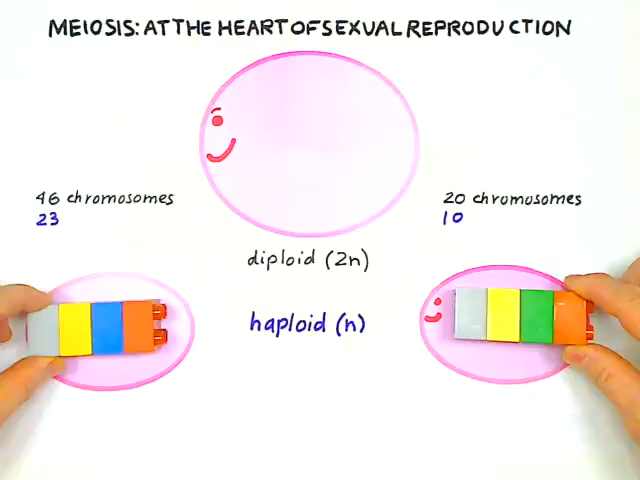 MEIOSIS: AT THE HEART OF SEXUAL REPRODUCTION
46 chromosomes
23
20 chromosomes
10
diploid (2n)
haploid (n)